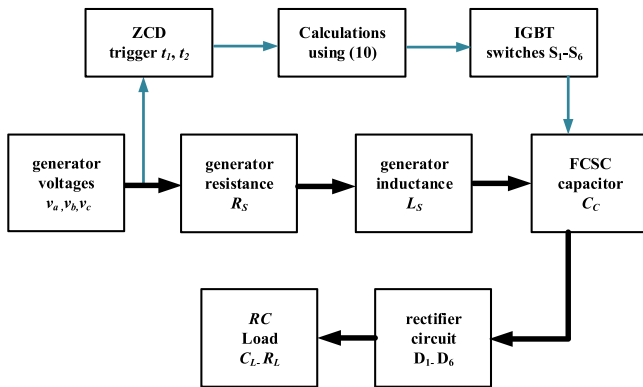 ZCD
trigger t1, t2
Calculations
using (10)
IGBT
switches S1-S6
generator
voltages
va ,vb,vc
generator
resistance
RS
generator
inductance
LS
FCSC
capacitor
CC
RC
Load
CL- RL
rectifier
circuit
D1- D6